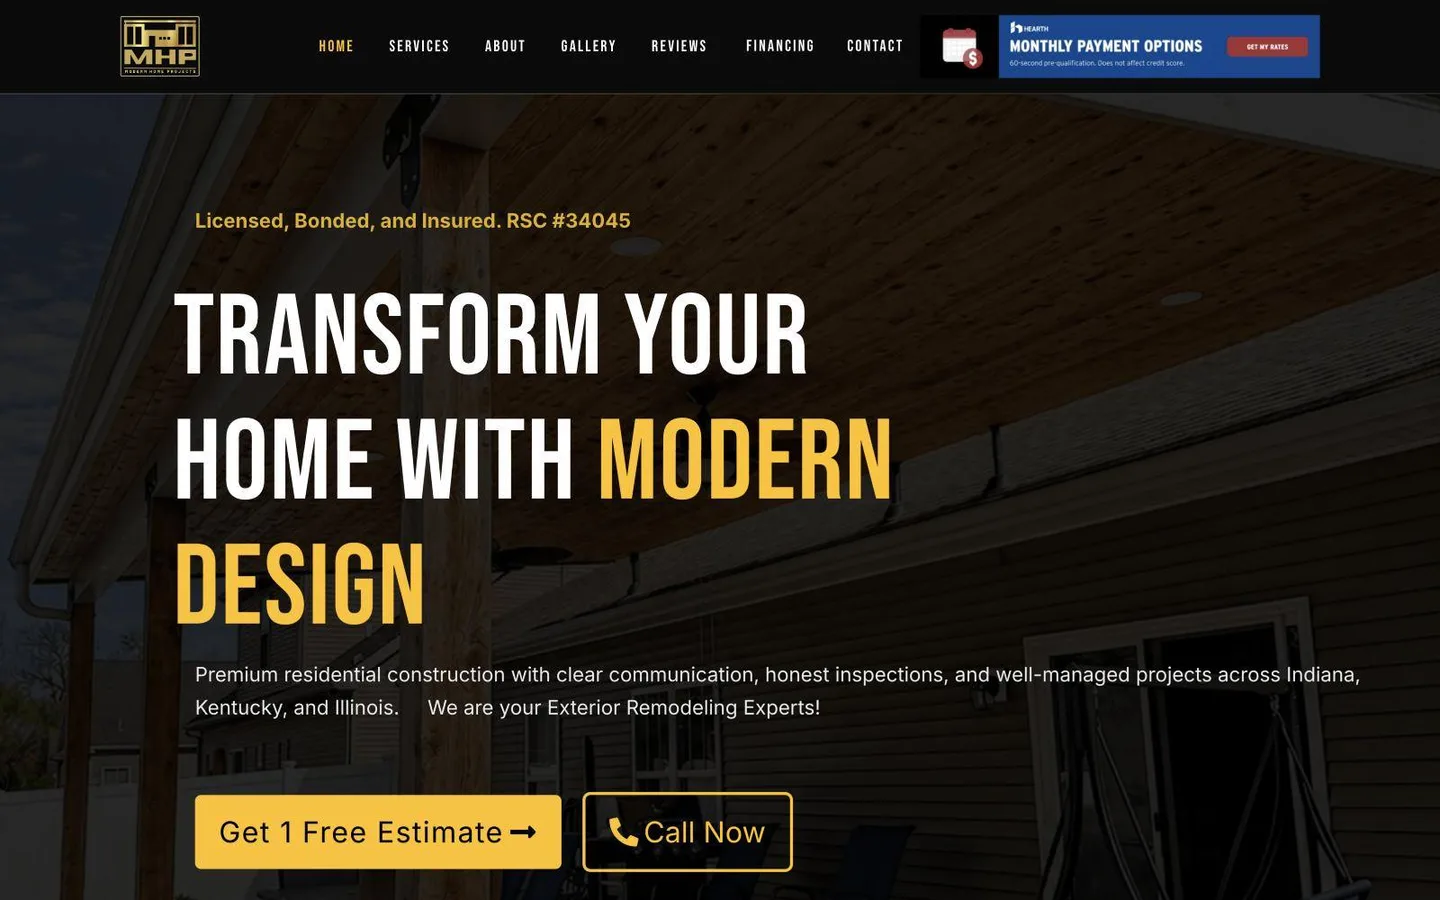 MHP
MODERN HOME PROJECTS
HOME SERVICES ABOUT GALLERY REVIEWS FINANCING CONTACT
HEARTH
MONTHLY PAYMENT OPTIONS
60-second pre-qualification. Does not affect credit score.
GET MY RATES
$
Licensed, Bonded, and Insured. RSC #34045
TRANSFORM YOUR
HOME WITH MODERN
DESIGN
Premium residential construction with clear communication, honest inspections, and well-managed projects across Indiana,
Kentucky, and Illinois. We are your Exterior Remodeling Experts!
Get 1 Free Estimate
Call Now